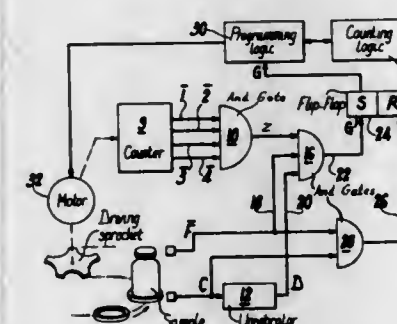 30
Programming
logic
Counting
logic
G
1̄ 2̄
And Gate
Flip-Flop
S R
9
Counter
10
Z
G
24
16
22
3̄ 4̄
32
And Gates
Motor
18
20
26
Driving
sprocket
F̄
28
C
12
D
Sample